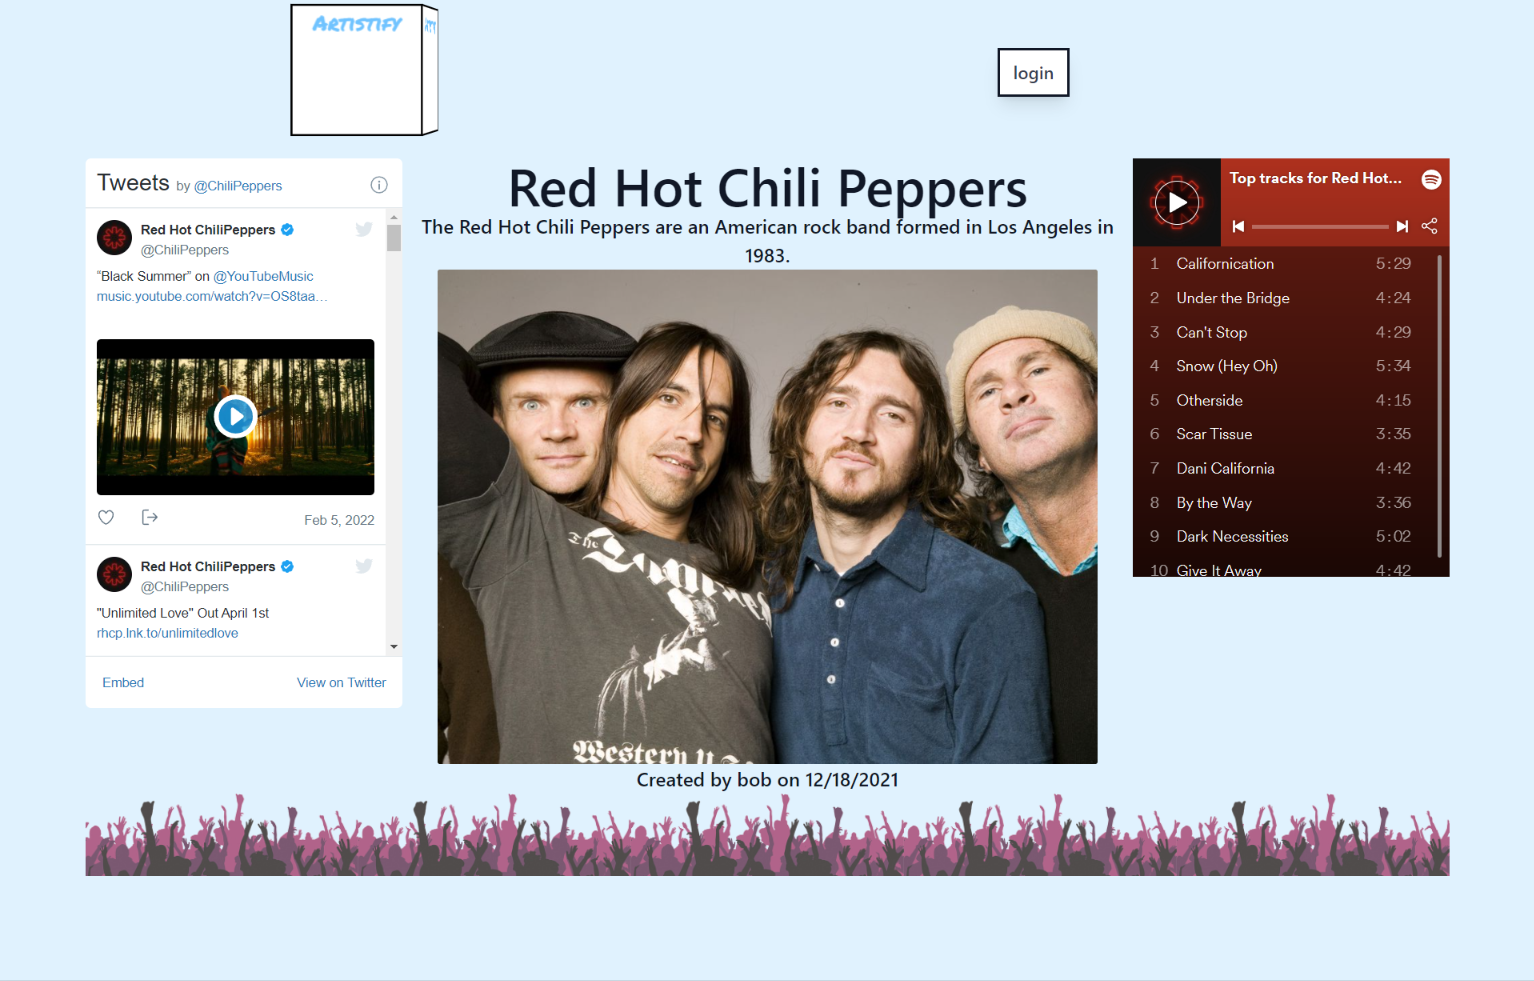 Artistify
login
Tweets by @ChiliPeppers
Red Hot ChiliPeppers
@ChiliPeppers
“Black Summer” on @YouTubeMusic
music.youtube.com/watch?v=OS8taa…
Feb 5, 2022
Red Hot ChiliPeppers
@ChiliPeppers
"Unlimited Love" Out April 1st
rhcp.lnk.to/unlimitedlove
Embed
View on Twitter
Red Hot Chili Peppers
The Red Hot Chili Peppers are an American rock band formed in Los Angeles in
1983.
The
Western U
Created by bob on 12/18/2021
Top tracks for Red Hot...
1 Californication 5:29
2 Under the Bridge 4:24
3 Can't Stop 4:29
4 Snow (Hey Oh) 5:34
5 Otherside 4:15
6 Scar Tissue 3:35
7 Dani California 4:42
8 By the Way 3:36
9 Dark Necessities 5:02
10 Give It Away 4:42